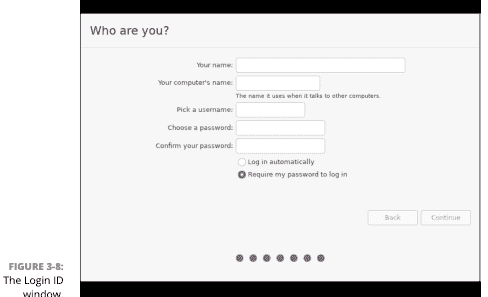 Who are you?
Your name:
Your computer's name:
The name it uses when it talks to other computers.
Pick a username:
Choose a password:
Confirm your password:
Log in automatically
Require my password to log in
Back Continue
FIGURE 3-8:
The Login ID
window.